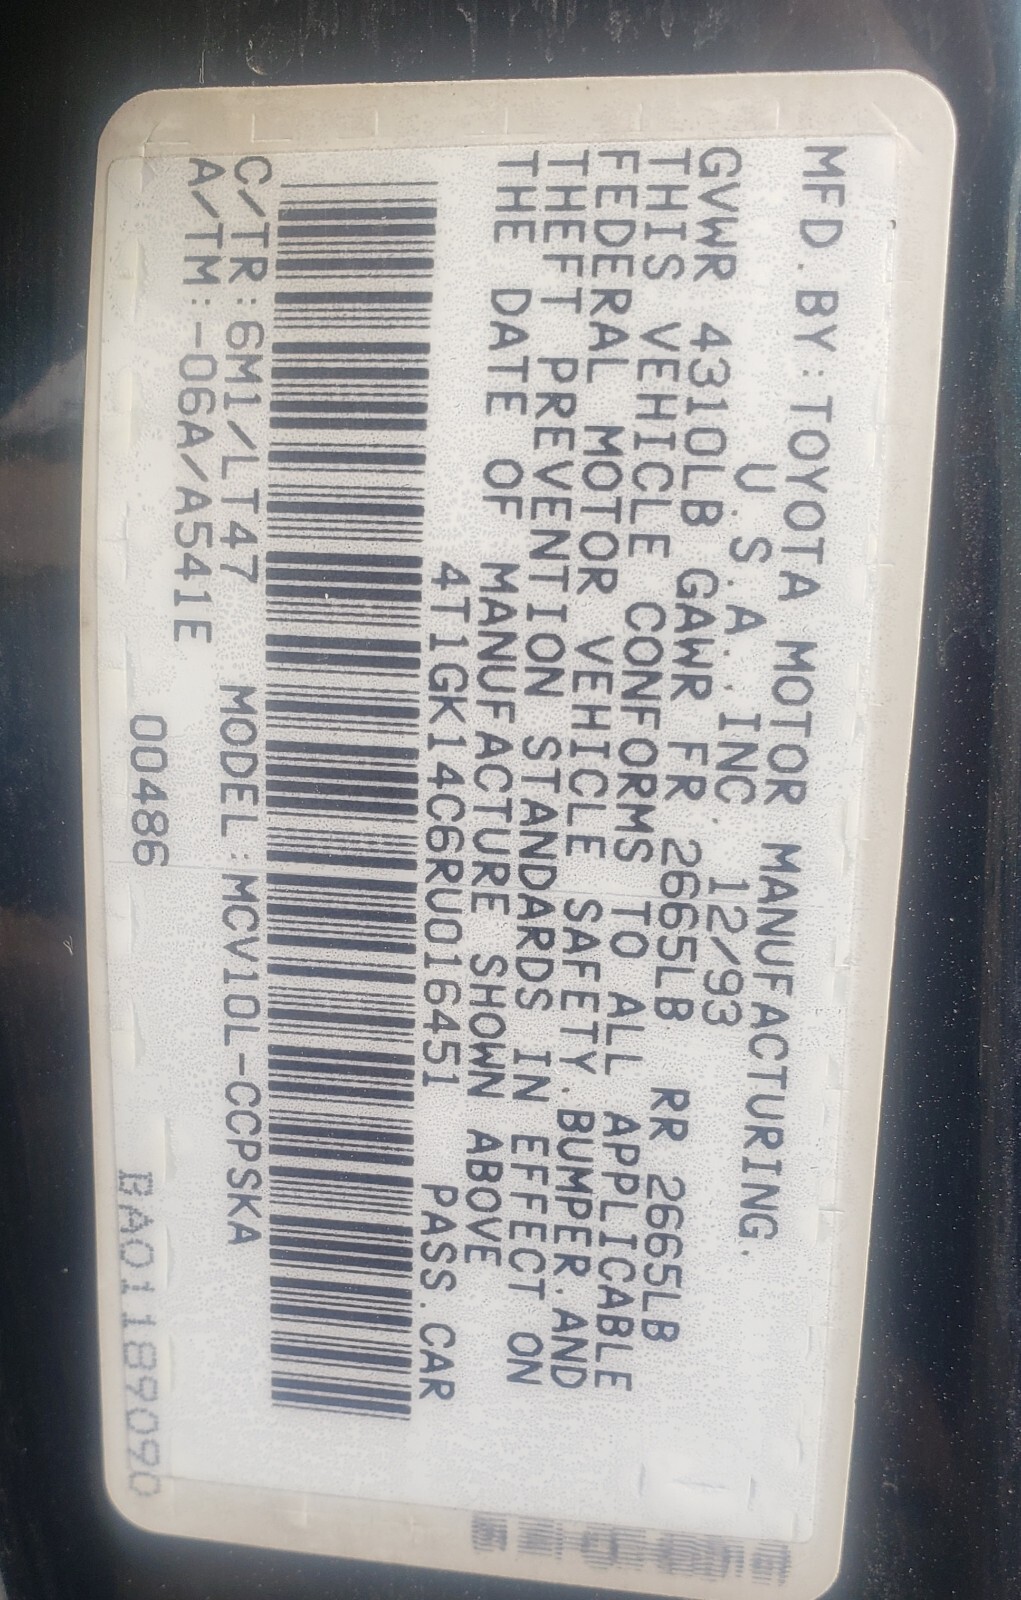 MFD.BY:TOYOTA MOTOR MANUFACTURING.
U.S.A.INC. 12/93
GVWR 4310LB GAWR FR 2665LB RR 2665LB
THIS VEHICLE CONFORMS TO ALL APPLICABLE
FEDERAL MOTOR VEHICLE SAFETY.BUMPER.AND
THEFT PREVENTION STANDARDS IN EFFECT ON
THE DATE OF MANUFACTURE SHOWN ABOVE
4T1GK14C6RU016451 PASS.CAR
C/TR:6M1/LT47 MODEL:MCV10L-CCPSKA
A/TM:-06A/A541E
00486 BA01189090